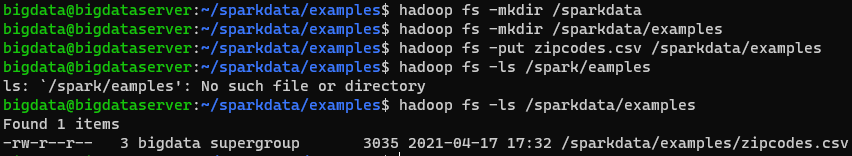 bigdata@bigdataserver:~/sparkdata/examples$ hadoop fs -mkdir /sparkdata
bigdata@bigdataserver:~/sparkdata/examples$ hadoop fs -mkdir /sparkdata/examples
bigdata@bigdataserver:~/sparkdata/examples$ hadoop fs -put zipcodes.csv /sparkdata/examples
bigdata@bigdataserver:~/sparkdata/examples$ hadoop fs -ls /spark/eamples
ls: `/spark/eamples': No such file or directory
bigdata@bigdataserver:~/sparkdata/examples$ hadoop fs -ls /sparkdata/examples
Found 1 items
-rw-r--r--   3 bigdata supergroup       3035 2021-04-17 17:32 /sparkdata/examples/zipcodes.csv